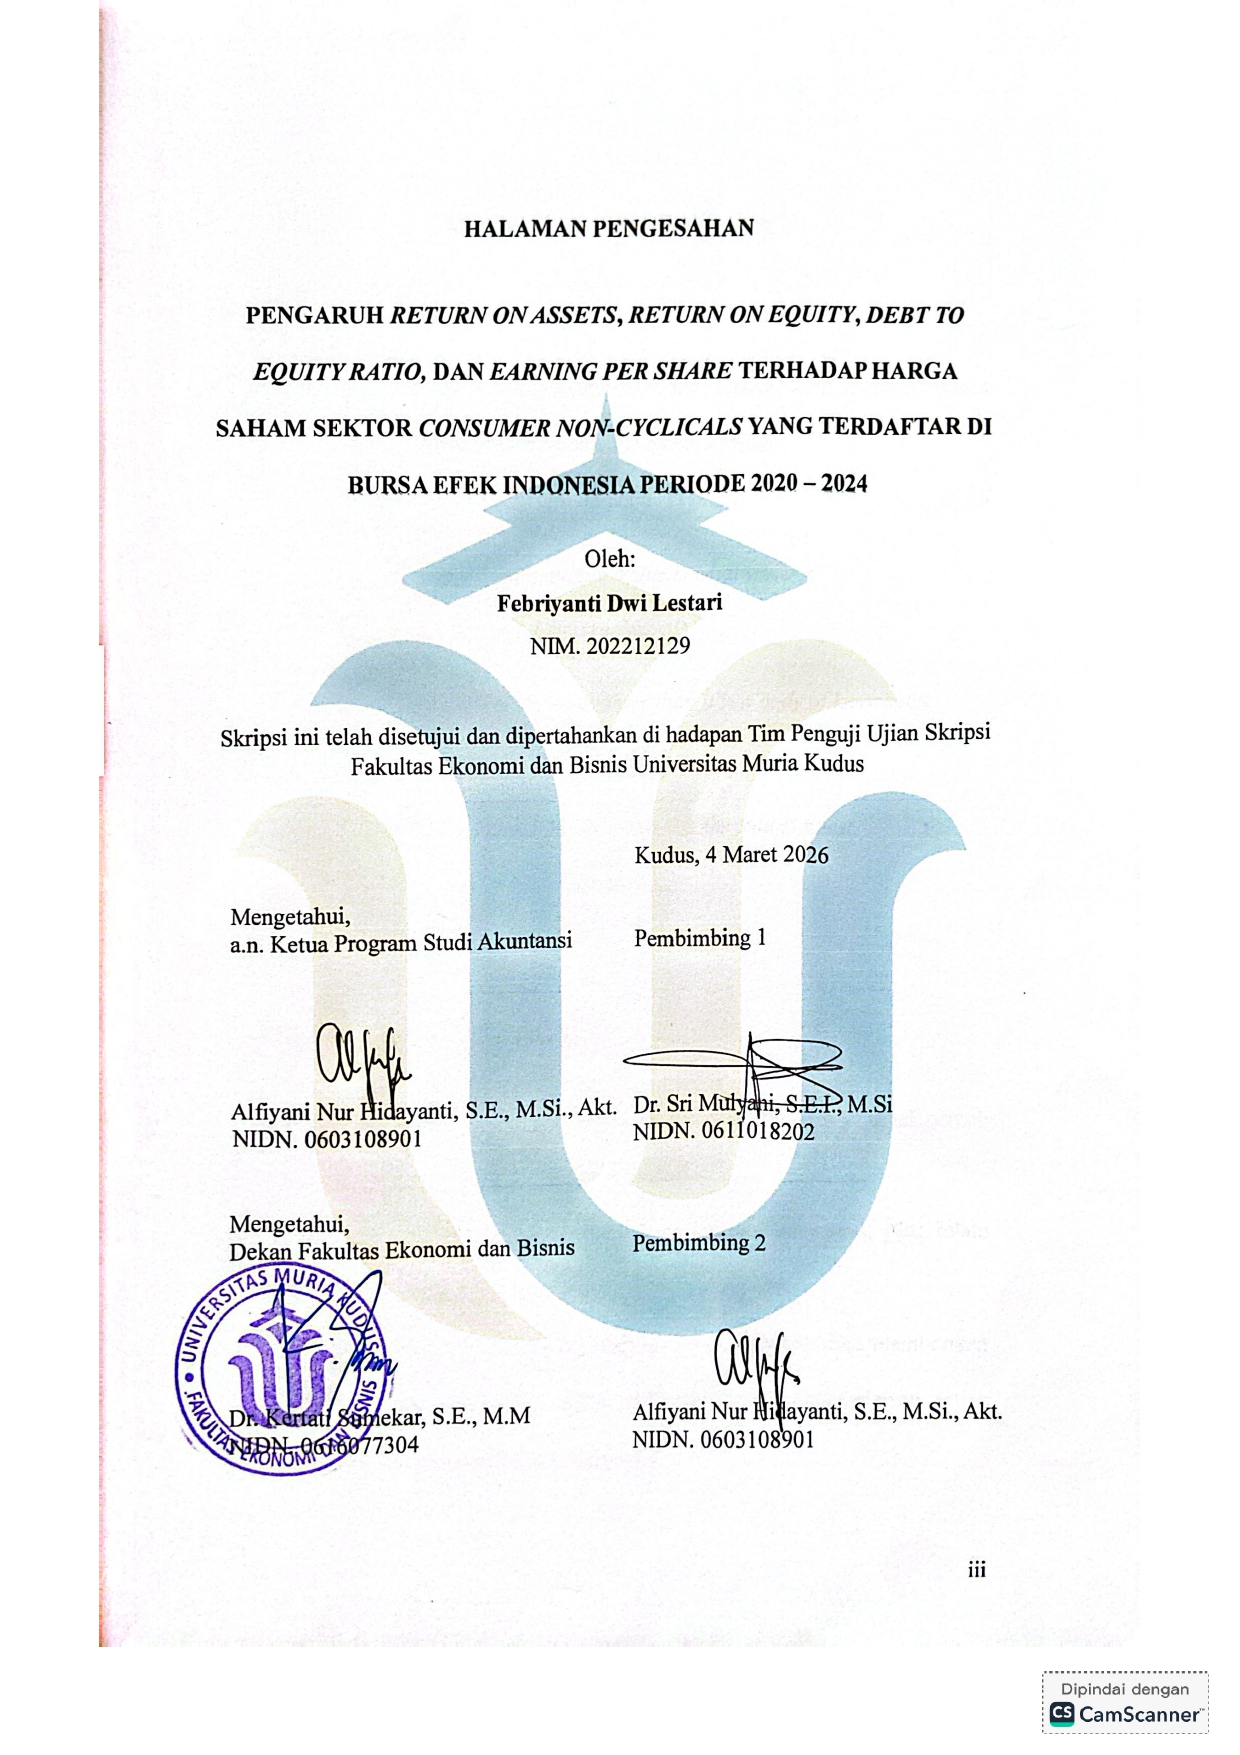 HALAMAN PENGESAHAN
PENGARUH RETURN ON ASSETS, RETURN ON EQUITY, DEBT TO
EQUITY RATIO, DAN EARNING PER SHARE TERHADAP HARGA
SAHAM SEKTOR CONSUMER NON-CYCLICALS YANG TERDAFTAR DI
BURSA EFEK INDONESIA PERIODE 2020 – 2024
Oleh:
Febriyanti Dwi Lestari
NIM. 202212129
Skripsi ini telah disetujui dan dipertahankan di hadapan Tim Penguji Ujian Skripsi
Fakultas Ekonomi dan Bisnis Universitas Muria Kudus
Kudus, 4 Maret 2026
Mengetahui,
a.n. Ketua Program Studi Akuntansi
Pembimbing 1
Alfiyani Nur Hidayanti, S.E., M.Si., Akt.
NIDN. 0603108901
Dr. Sri Mulyani, S.E.I., M.Si
NIDN. 0611018202
Mengetahui,
Dekan Fakultas Ekonomi dan Bisnis
Pembimbing 2
UNIVERSITAS MURIA KUDUS
FAKULTAS EKONOMI DAN BISNIS
Dr. Kertati Sumekar, S.E., M.M
NIDN. 0616077304
Alfiyani Nur Hidayanti, S.E., M.Si., Akt.
NIDN. 0603108901
iii
Dipindai dengan
CS CamScanner